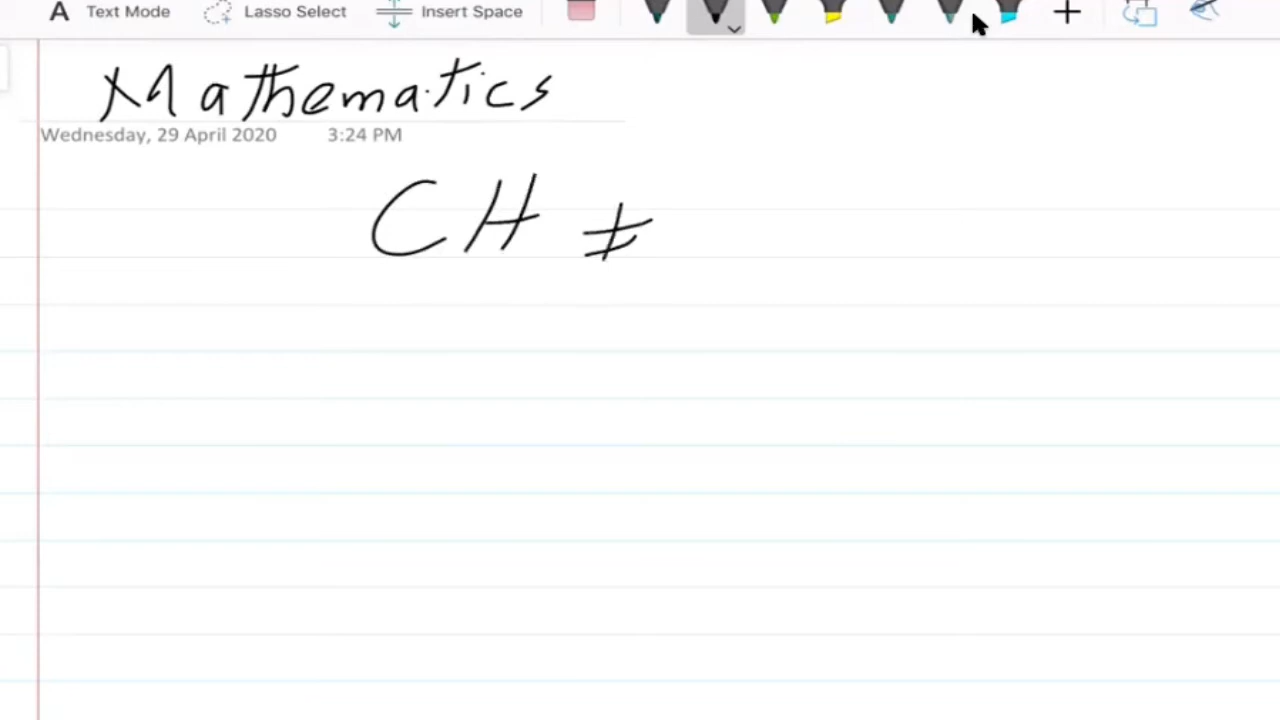 A Text Mode Lasso Select Insert Space
Mathematics
Wednesday, 29 April 2020 3:24 PM
CH ≠